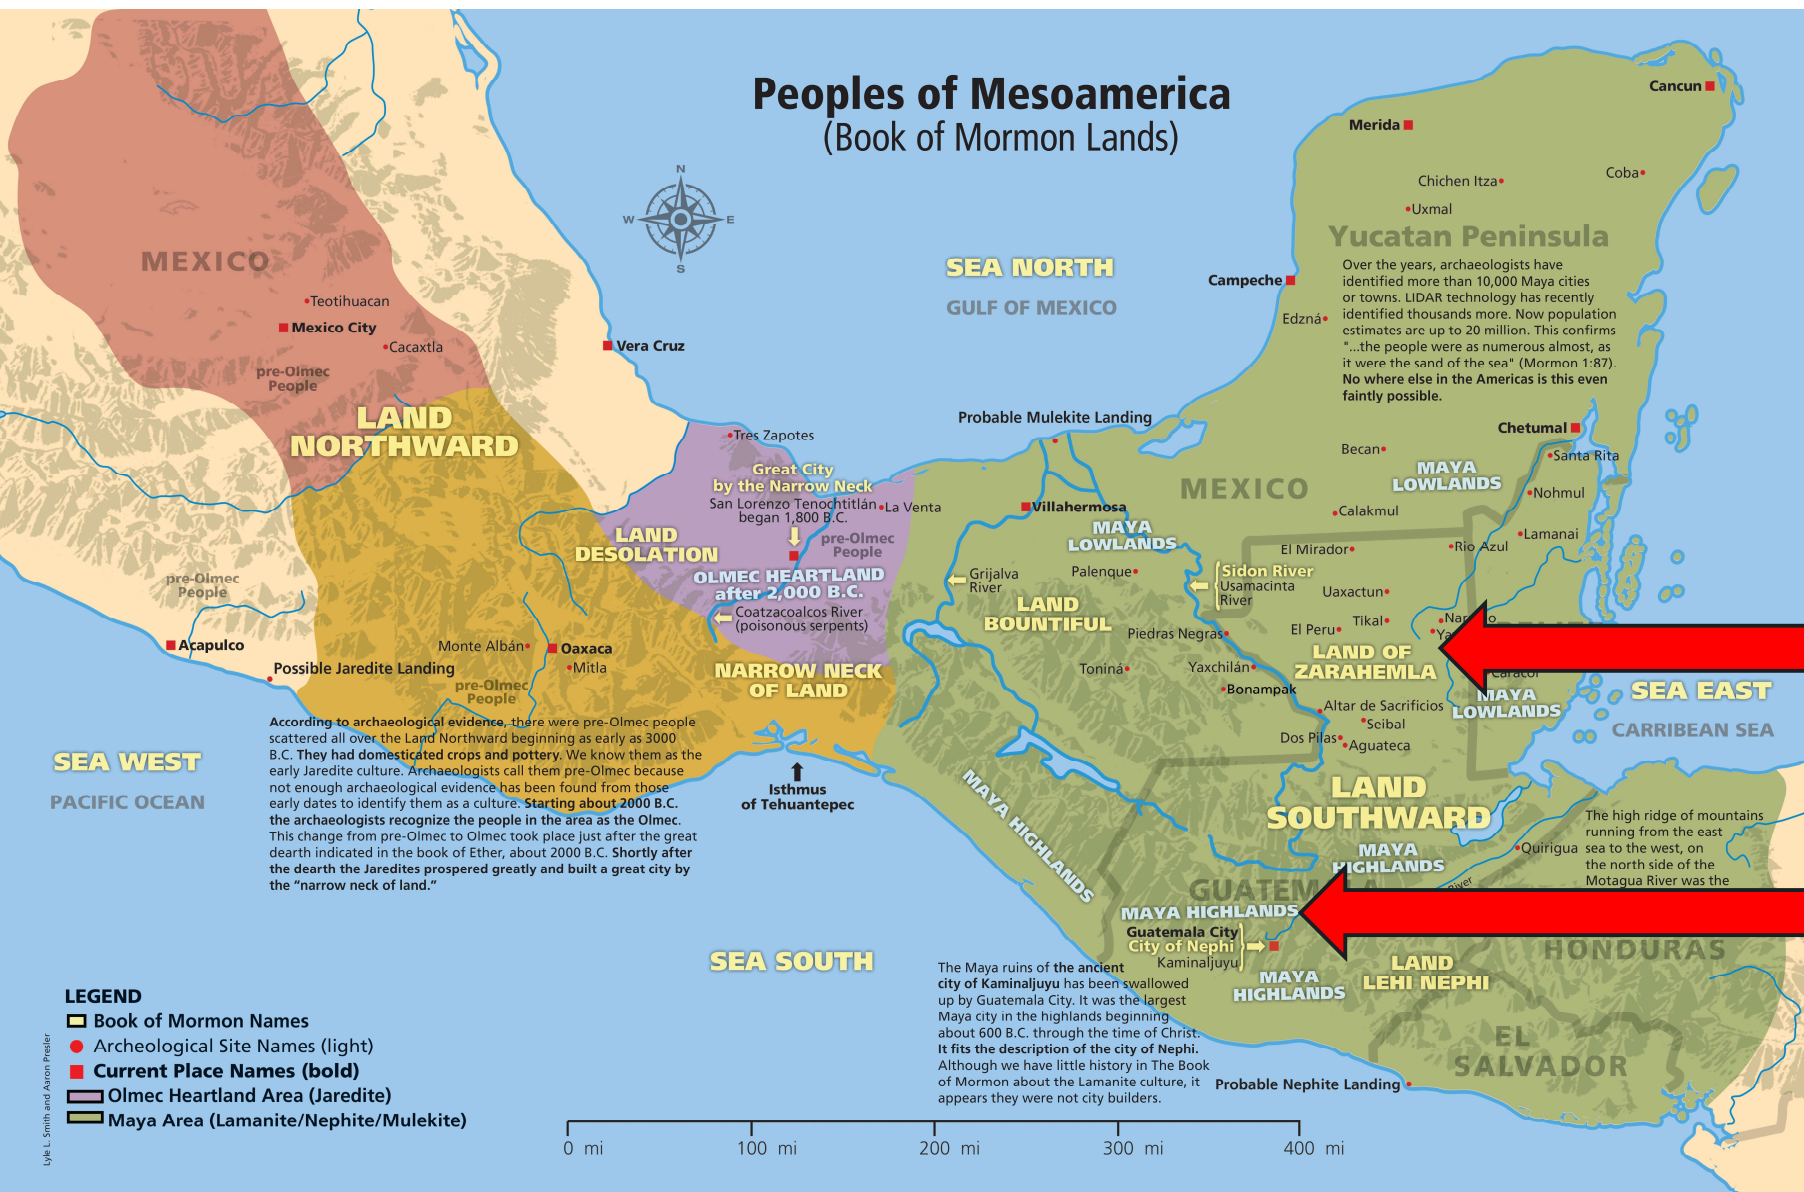 Peoples of Mesoamerica
(Book of Mormon Lands)
N
W
E
S
Cancun
Merida
Chichen Itza
Coba
Uxmal
Yucatan Peninsula
Over the years, archaeologists have
identified more than 10,000 Maya cities
or towns. LIDAR technology has recently
identified thousands more. Now population
estimates are up to 20 million. This confirms
"...the people were as numerous almost, as
it were the sand of the sea" (Mormon 1:87).
No where else in the Americas is this even
faintly possible.
Campeche
Edzná
SEA NORTH
GULF OF MEXICO
MEXICO
Teotihuacan
Mexico City
Cacaxtla
pre-Olmec
People
Vera Cruz
LAND
NORTHWARD
Tres Zapotes
Great City
by the Narrow Neck
San Lorenzo Tenochtitlán
began 1,800 B.C.
La Venta
pre-Olmec
People
LAND
DESOLATION
OLMEC HEARTLAND
after 2,000 B.C.
Coatzacoalcos River
(poisonous serpents)
NARROW NECK
OF LAND
Probable Mulekite Landing
Villahermosa
MEXICO
MAYA
LOWLANDS
Palenque
Grijalva
River
LAND
BOUNTIFUL
Sidon River
Usamacinta
River
Piedras Negras
Toniná
Yaxchilán
Bonampak
Chetumal
Santa Rita
Becan
MAYA
LOWLANDS
Nohmul
Calakmul
Lamanai
El Mirador
Rio Azul
Uaxactun
Tikal
El Peru
LAND OF
ZARAHEMLA
Caracol
MAYA
LOWLANDS
Altar de Sacrificios
Seibal
Dos Pilas
Aguateca
SEA EAST
CARRIBEAN SEA
pre-Olmec
People
Acapulco
Possible Jaredite Landing
Monte Albán
Oaxaca
Mitla
pre-Olmec
People
According to archaeological evidence, there were pre-Olmec people
scattered all over the Land Northward beginning as early as 3000
B.C. They had domesticated crops and pottery. We know them as the
early Jaredite culture. Archaeologists call them pre-Olmec because
not enough archaeological evidence has been found from those
early dates to identify them as a culture. Starting about 2000 B.C.
the archaeologists recognize the people in the area as the Olmec.
This change from pre-Olmec to Olmec took place just after the great
dearth indicated in the book of Ether, about 2000 B.C. Shortly after
the dearth the Jaredites prospered greatly and built a great city by
the “narrow neck of land.”
SEA WEST
PACIFIC OCEAN
Isthmus
of Tehuantepec
MAYA HIGHLANDS
LAND
SOUTHWARD
MAYA
HIGHLANDS
Quirigua
The high ridge of mountains
running from the east
sea to the west, on
the north side of the
Motagua River was the
River
MAYA HIGHLANDS
Guatemala City
City of Nephi
Kaminaljuyu
MAYA
HIGHLANDS
LAND
LEHI NEPHI
HONDURAS
EL
SALVADOR
SEA SOUTH
The Maya ruins of the ancient
city of Kaminaljuyu has been swallowed
up by Guatemala City. It was the largest
Maya city in the highlands beginning
about 600 B.C. through the time of Christ.
It fits the description of the city of Nephi.
Although we have little history in The Book
of Mormon about the Lamanite culture, it
appears they were not city builders.
Probable Nephite Landing
LEGEND
Book of Mormon Names
Archeological Site Names (light)
Current Place Names (bold)
Olmec Heartland Area (Jaredite)
Maya Area (Lamanite/Nephite/Mulekite)
Lyle L. Smith and Aaron Presler
0 mi
100 mi
200 mi
300 mi
400 mi